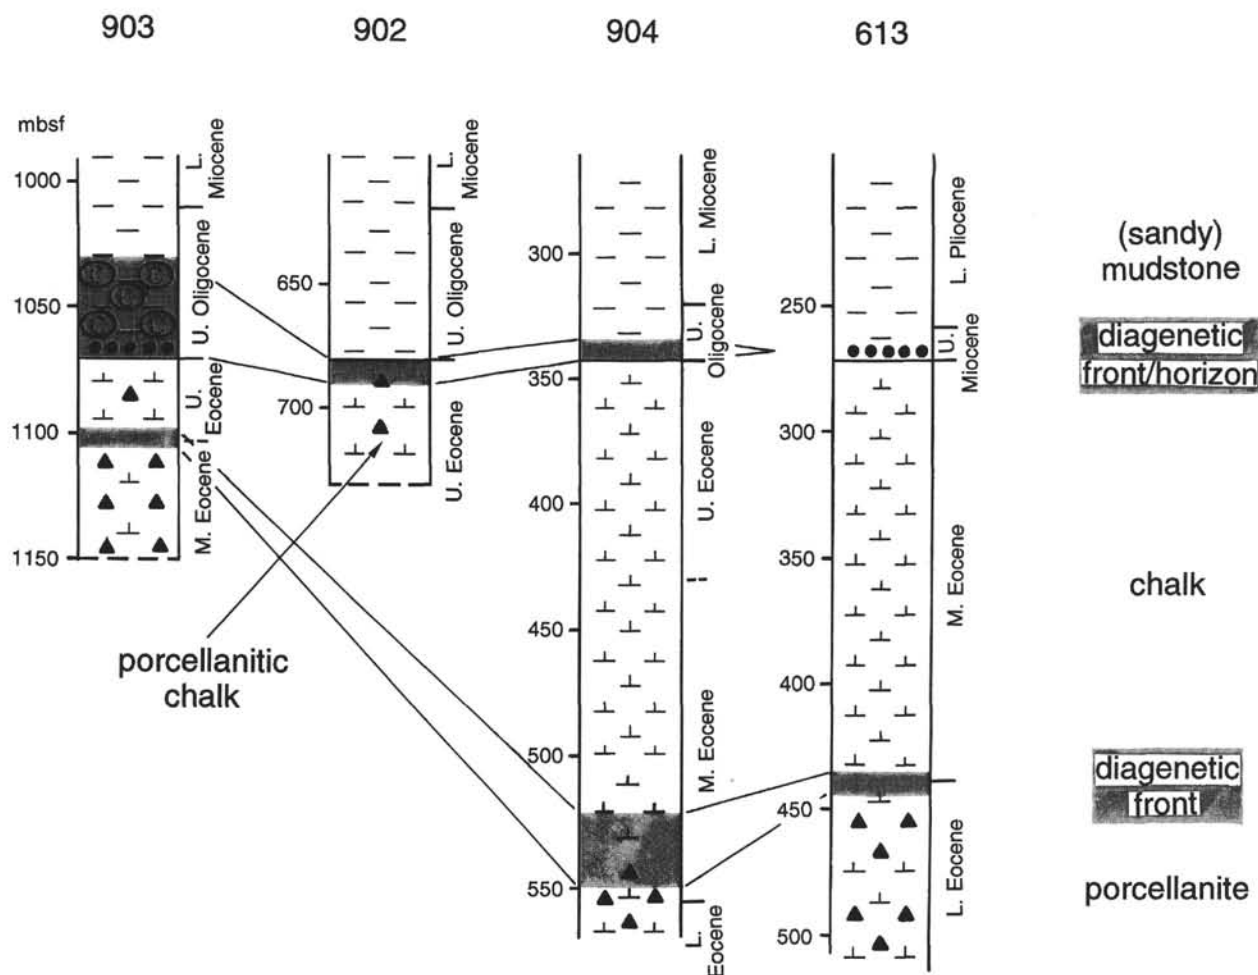 903 902 904 613
mbsf
1000
1050
1100
1150
L.
Miocene
U. Oligocene
U.
Eocene
M. Eocene
650
700
L.
Miocene
U. Oligocene
U. Eocene
porcellanitic
chalk
300
350
400
450
500
550
L. Miocene
U.
Oligocene
U. Eocene
M. Eocene
L.
Eocene
250
300
350
400
450
500
L. Pliocene
U.
Miocene
M. Eocene
L. Eocene
(sandy)
mudstone
diagenetic
front/horizon
chalk
diagenetic
front
porcellanite